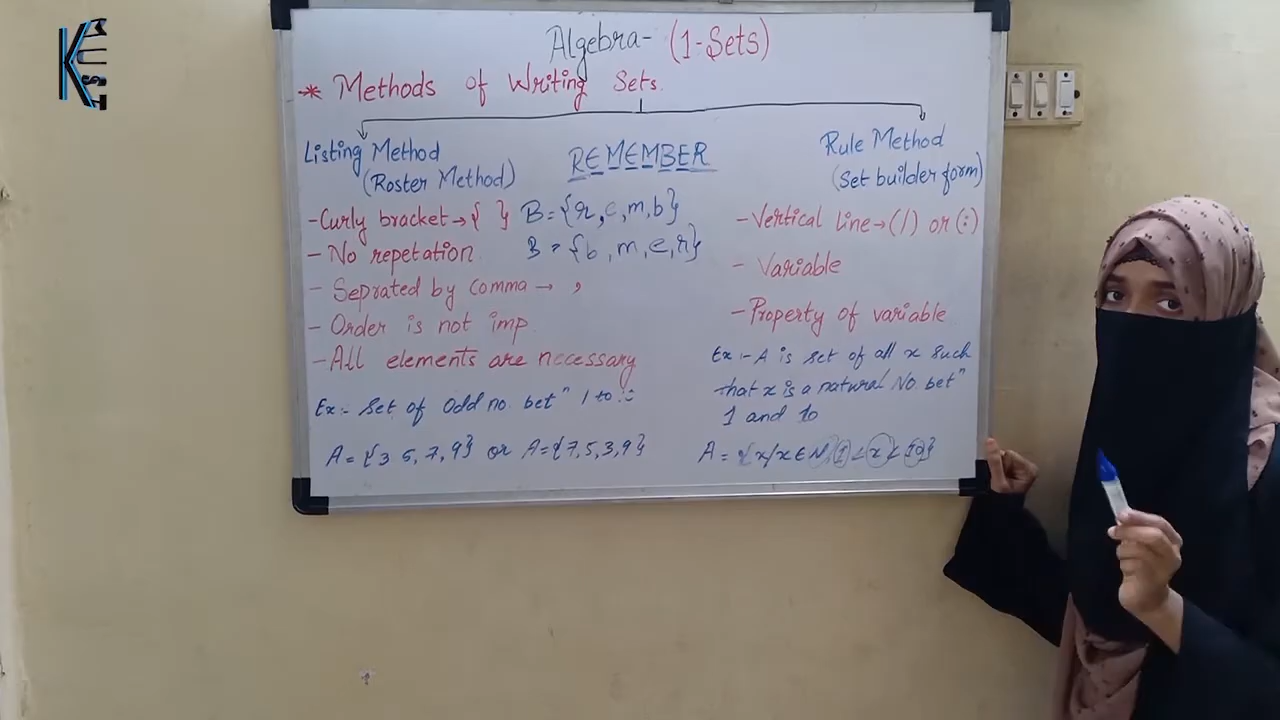 Algebra- (1-Sets)
* Methods of Writing Sets.
Listing Method
(Roster Method)
-Curly bracket→{ }
- No repetation
- Seprated by comma → ,
- Order is not imp.
- All elements are necessary
Ex:- Set of Odd no. betⁿ 1 to
A = {3 5, 7, 9} or A={7,5,3,9}
REMEMBER
B = {r, e, m, b}
B = {b, m, e, r}
Rule Method
(Set builder form)
- Vertical line→(/) or (:)
- Variable
- Property of variable
Ex :- A is set of all x such
that x is a natural No. betⁿ
1 and 10
A = {x/x ∈ N, 1 < x < 10}